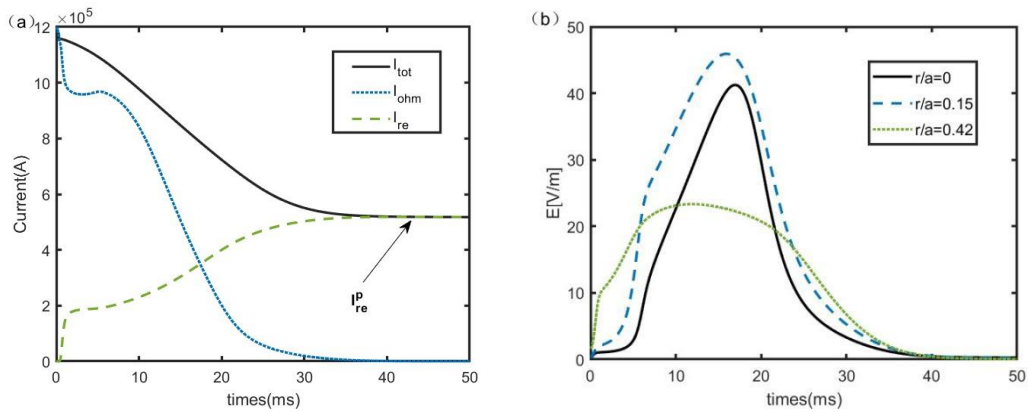 (a)
×10⁵
12
10
8
6
4
2
0
Current(A)
I_tot
I_ohm
I_re
I_re^p
0 10 20 30 40 50
times(ms)
(b)
50
40
30
20
10
0
E[V/m]
r/a=0
r/a=0.15
r/a=0.42
0 10 20 30 40 50
times(ms)